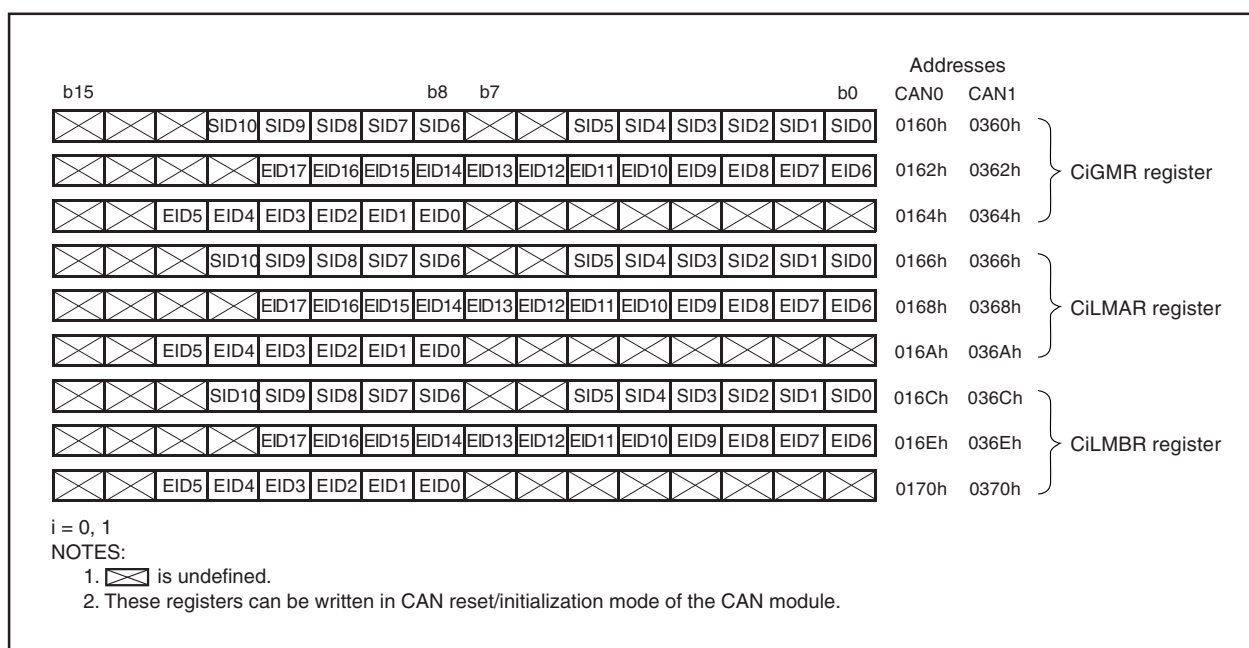 Addresses
b15 b8 b7 b0 CAN0 CAN1
SID10 SID9 SID8 SID7 SID6 SID5 SID4 SID3 SID2 SID1 SID0 0160h 0360h
EID17 EID16 EID15 EID14 EID13 EID12 EID11 EID10 EID9 EID8 EID7 EID6 0162h 0362h CiGMR register
EID5 EID4 EID3 EID2 EID1 EID0 0164h 0364h
SID10 SID9 SID8 SID7 SID6 SID5 SID4 SID3 SID2 SID1 SID0 0166h 0366h
EID17 EID16 EID15 EID14 EID13 EID12 EID11 EID10 EID9 EID8 EID7 EID6 0168h 0368h CiLMAR register
EID5 EID4 EID3 EID2 EID1 EID0 016Ah 036Ah
SID10 SID9 SID8 SID7 SID6 SID5 SID4 SID3 SID2 SID1 SID0 016Ch 036Ch
EID17 EID16 EID15 EID14 EID13 EID12 EID11 EID10 EID9 EID8 EID7 EID6 016Eh 036Eh CiLMBR register
EID5 EID4 EID3 EID2 EID1 EID0 0170h 0370h
i = 0, 1
NOTES:
1. is undefined.
2. These registers can be written in CAN reset/initialization mode of the CAN module.